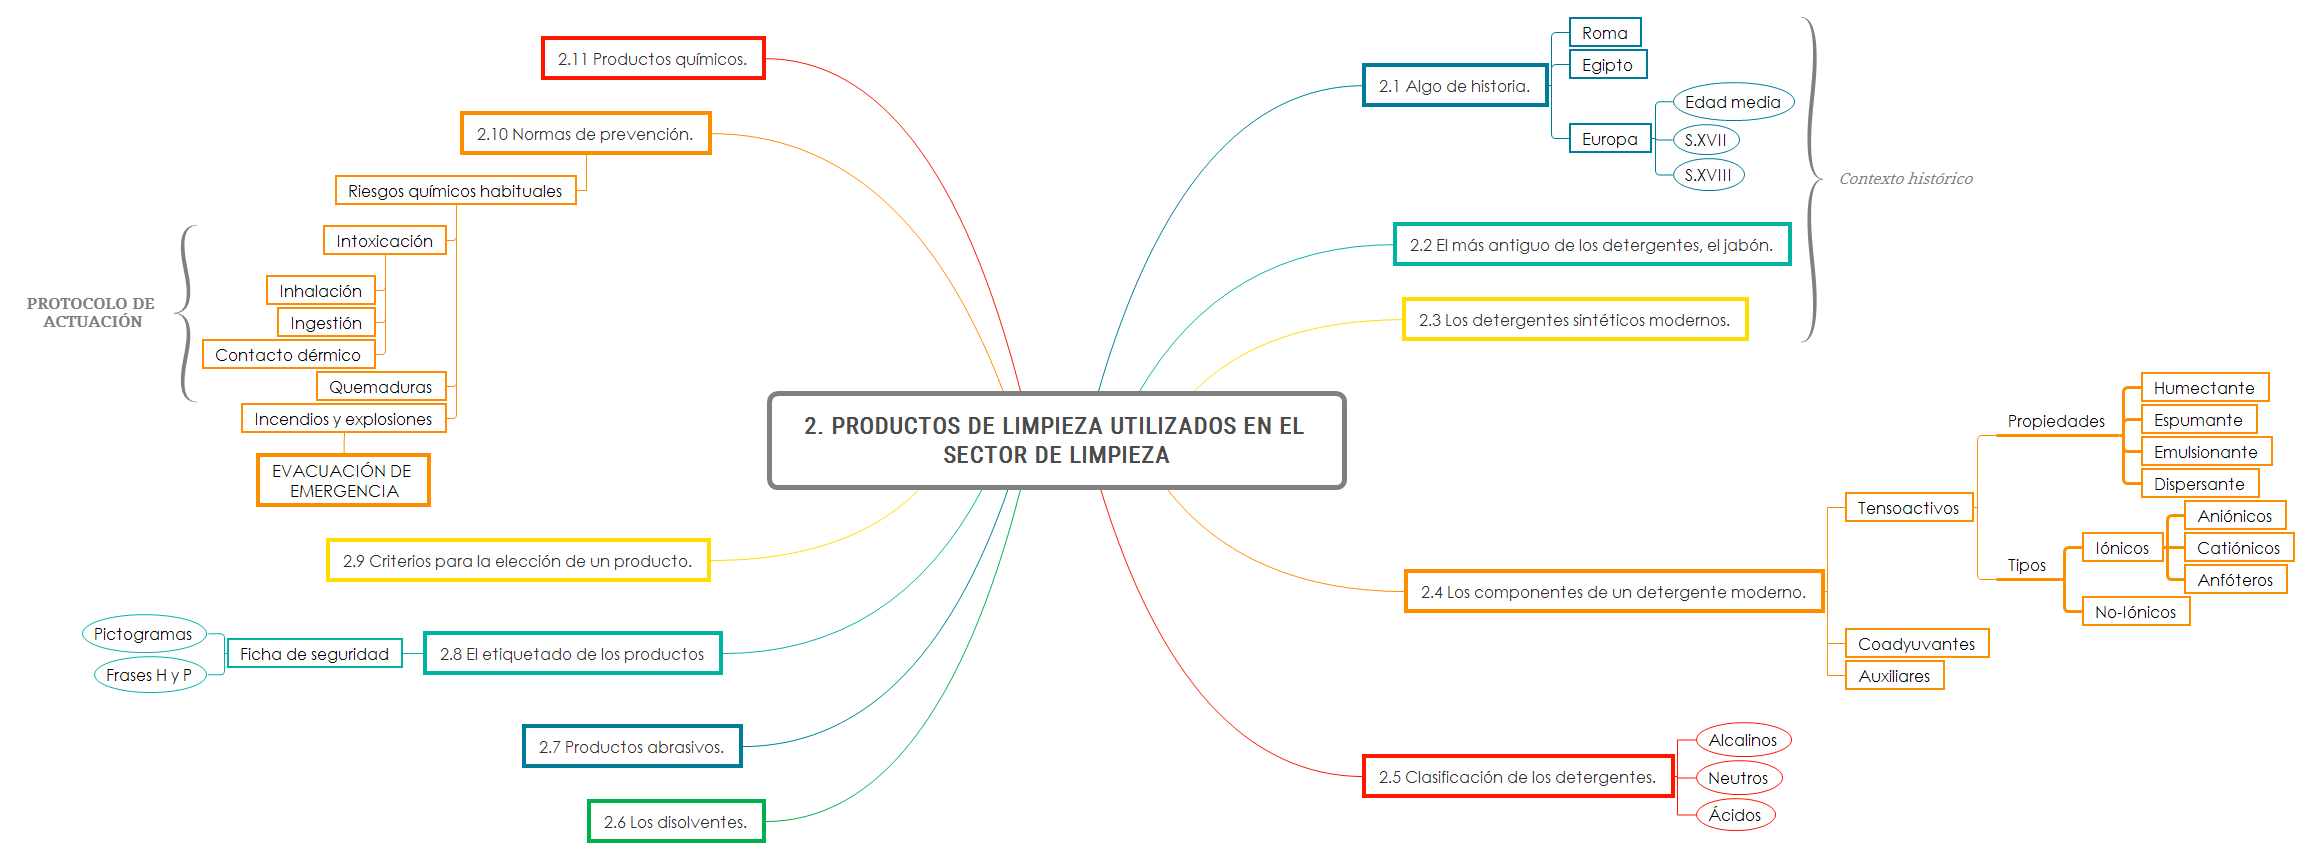 2. PRODUCTOS DE LIMPIEZA UTILIZADOS EN EL
SECTOR DE LIMPIEZA
2.1 Algo de historia.
Roma
Egipto
Europa
Edad media
S.XVII
S.XVIII
2.2 El más antiguo de los detergentes, el jabón.
2.3 Los detergentes sintéticos modernos.
Contexto histórico
2.4 Los componentes de un detergente moderno.
Tensoactivos
Propiedades
Humectante
Espumante
Emulsionante
Dispersante
Tipos
Iónicos
Aniónicos
Catiónicos
Anfóteros
No-Iónicos
Coadyuvantes
Auxiliares
2.5 Clasificación de los detergentes.
Alcalinos
Neutros
Ácidos
2.6 Los disolventes.
2.7 Productos abrasivos.
2.8 El etiquetado de los productos
Ficha de seguridad
Pictogramas
Frases H y P
2.9 Criterios para la elección de un producto.
2.10 Normas de prevención.
Riesgos químicos habituales
Intoxicación
Inhalación
Ingestión
Contacto dérmico
Quemaduras
Incendios y explosiones
EVACUACIÓN DE
EMERGENCIA
PROTOCOLO DE
ACTUACIÓN
2.11 Productos químicos.